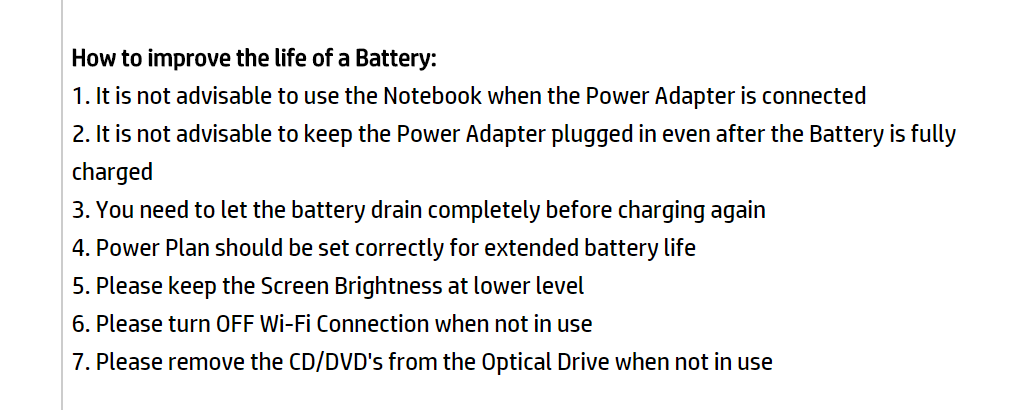 How to improve the life of a Battery:
1. It is not advisable to use the Notebook when the Power Adapter is connected
2. It is not advisable to keep the Power Adapter plugged in even after the Battery is fully
charged
3. You need to let the battery drain completely before charging again
4. Power Plan should be set correctly for extended battery life
5. Please keep the Screen Brightness at lower level
6. Please turn OFF Wi-Fi Connection when not in use
7. Please remove the CD/DVD's from the Optical Drive when not in use